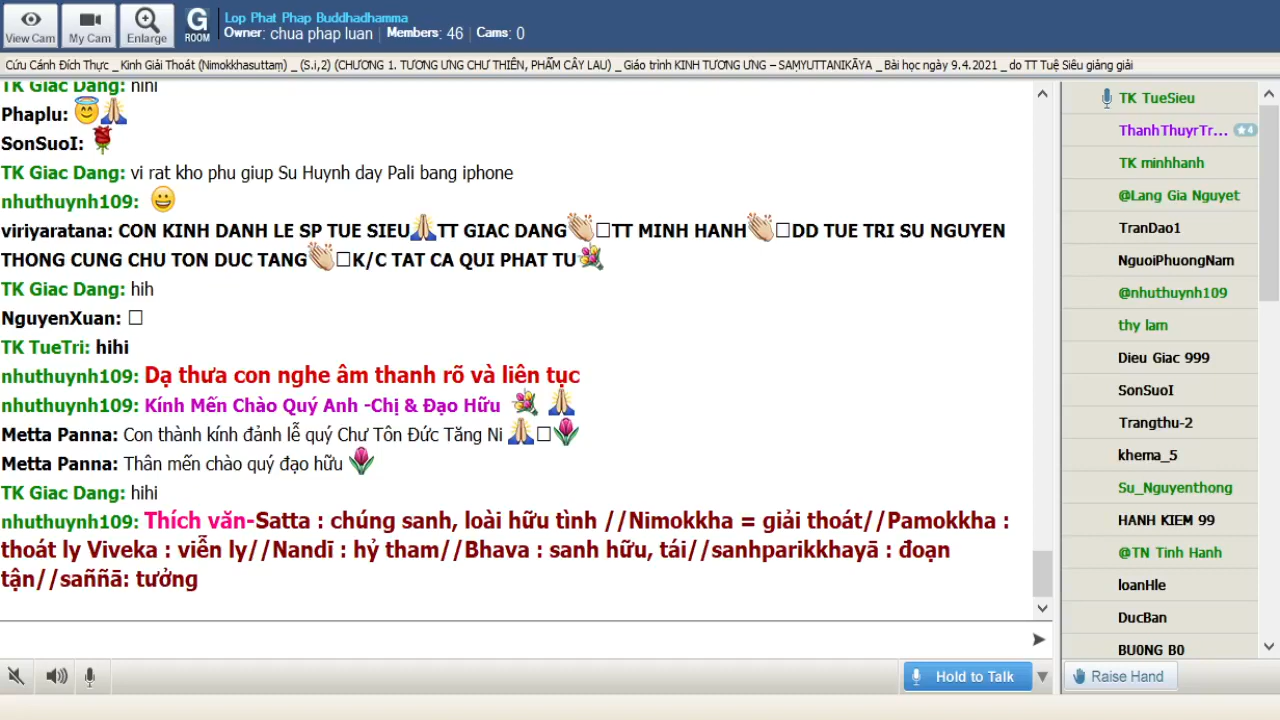 View Cam
My Cam
Enlarge
G
ROOM
Lop Phat Phap Buddhadhamma
Owner: chua phap luan | Members: 46 | Cams: 0
Cứu Cánh Đích Thực _Kinh Giải Thoát (Nimokkhasuttaṃ) _ (S.i,2) (CHƯƠNG 1. TƯƠNG ƯNG CHƯ THIÊN, PHẨM CÂY LAU) _Giáo trình KINH TƯƠNG ƯNG – SAṂYUTTANIKĀYA _Bài học ngày 9.4.2021 _ do TT Tuệ Siêu giảng giải
TK Giac Dang: hihi
Phaplu:
SonSuoI:
TK Giac Dang: vi rat kho phu giup Su Huynh day Pali bang iphone
nhuthuynh109:
viriyaratana: CON KINH DANH LE SP TUE SIEU TT GIAC DANG TT MINH HANH DD TUE TRI SU NGUYEN
THONG CUNG CHU TON DUC TANG K/C TAT CA QUI PHAT TU
TK Giac Dang: hih
NguyenXuan:
TK TueTri: hihi
nhuthuynh109: Dạ thưa con nghe âm thanh rõ và liên tục
nhuthuynh109: Kính Mến Chào Quý Anh -Chị & Đạo Hữu
Metta Panna: Con thành kính đảnh lễ quý Chư Tôn Đức Tăng Ni
Metta Panna: Thân mến chào quý đạo hữu
TK Giac Dang: hihi
nhuthuynh109: Thích văn-Satta : chúng sanh, loài hữu tình //Nimokkha = giải thoát//Pamokkha :
thoát ly Viveka : viễn ly//Nandī : hỷ tham//Bhava : sanh hữu, tái//sanhparikkhayā : đoạn
tận//saññā: tưởng
TK TueSieu
ThanhThuyrTr... 4
TK minhhanh
@Lang Gia Nguyet
TranDao1
NguoiPhuongNam
@nhuthuynh109
thy lam
Dieu Giac 999
SonSuoI
Trangthu-2
khema_5
Su_Nguyenthong
HANH KIEM 99
@TN Tinh Hanh
loanHle
DucBan
BU0NG B0
Hold to Talk
Raise Hand